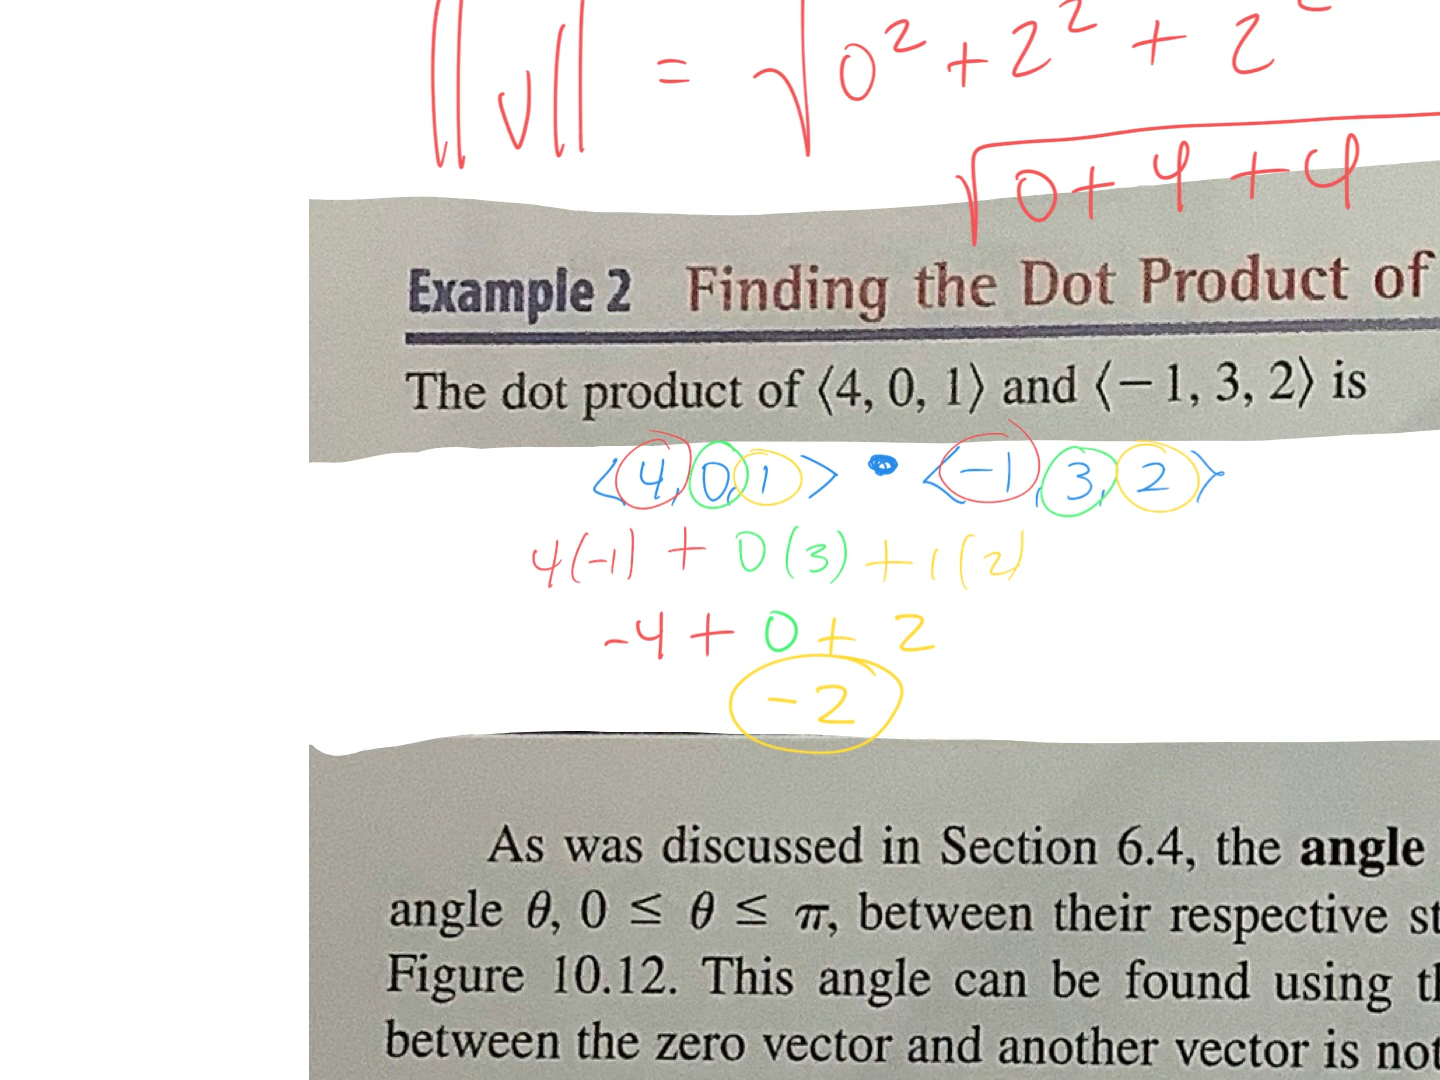 ||v|| = √0² + 2² + 2²
√0 + 4 + 4
Example 2 Finding the Dot Product of
The dot product of ⟨4, 0, 1⟩ and ⟨−1, 3, 2⟩ is
<4, 0, 1> • <-1, 3, 2>
4(-1) + 0(3) + 1(2)
-4 + 0 + 2
-2
As was discussed in Section 6.4, the angle
angle θ, 0 ≤ θ ≤ π, between their respective st
Figure 10.12. This angle can be found using th
between the zero vector and another vector is not